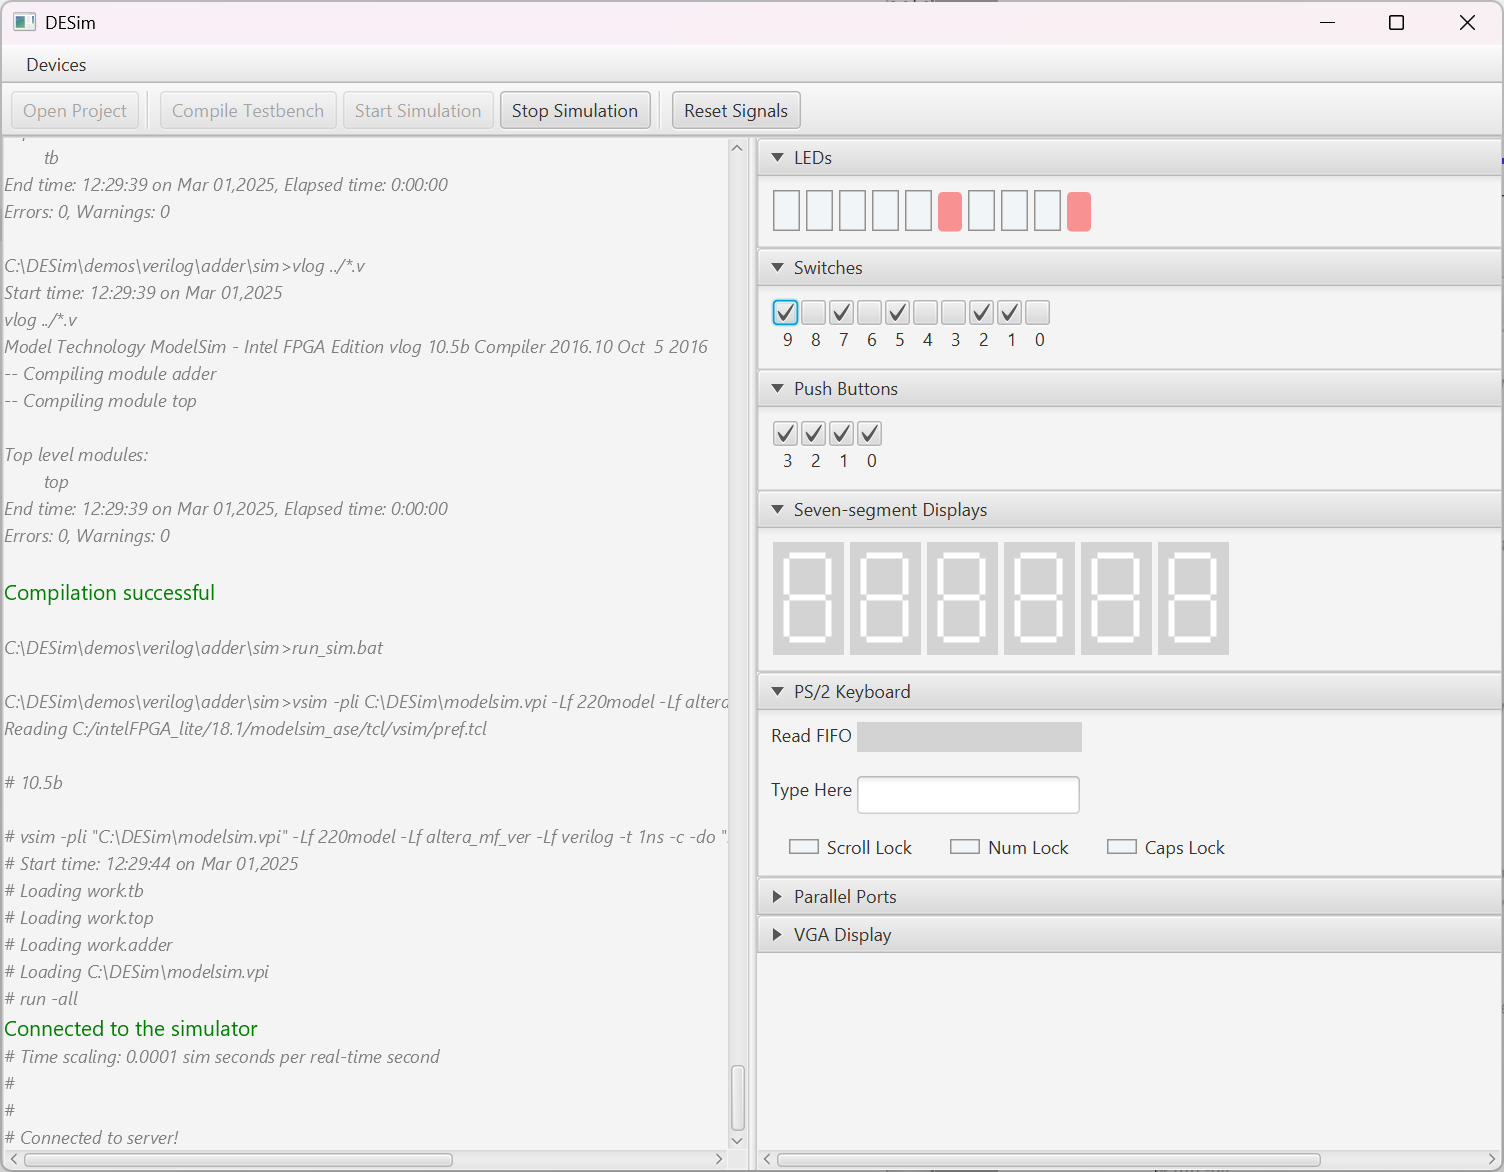 DESim
Devices
Open Project Compile Testbench Start Simulation Stop Simulation Reset Signals
tb
End time: 12:29:39 on Mar 01,2025, Elapsed time: 0:00:00
Errors: 0, Warnings: 0
C:\DESim\demos\verilog\adder\sim>vlog ../*.v
Start time: 12:29:39 on Mar 01,2025
vlog ../*.v
Model Technology ModelSim - Intel FPGA Edition vlog 10.5b Compiler 2016.10 Oct  5 2016
-- Compiling module adder
-- Compiling module top
Top level modules:
top
End time: 12:29:39 on Mar 01,2025, Elapsed time: 0:00:00
Errors: 0, Warnings: 0
Compilation successful
C:\DESim\demos\verilog\adder\sim>run_sim.bat
C:\DESim\demos\verilog\adder\sim>vsim -pli C:\DESim\modelsim.vpi -Lf 220model -Lf altera
Reading C:/intelFPGA_lite/18.1/modelsim_ase/tcl/vsim/pref.tcl
# 10.5b
# vsim -pli "C:\DESim\modelsim.vpi" -Lf 220model -Lf altera_mf_ver -Lf verilog -t 1ns -c -do "
# Start time: 12:29:44 on Mar 01,2025
# Loading work.tb
# Loading work.top
# Loading work.adder
# Loading C:\DESim\modelsim.vpi
# run -all
Connected to the simulator
# Time scaling: 0.0001 sim seconds per real-time second
#
#
# Connected to server!
LEDs
Switches
9 8 7 6 5 4 3 2 1 0
Push Buttons
3 2 1 0
Seven-segment Displays
PS/2 Keyboard
Read FIFO
Type Here
Scroll Lock Num Lock Caps Lock
Parallel Ports
VGA Display